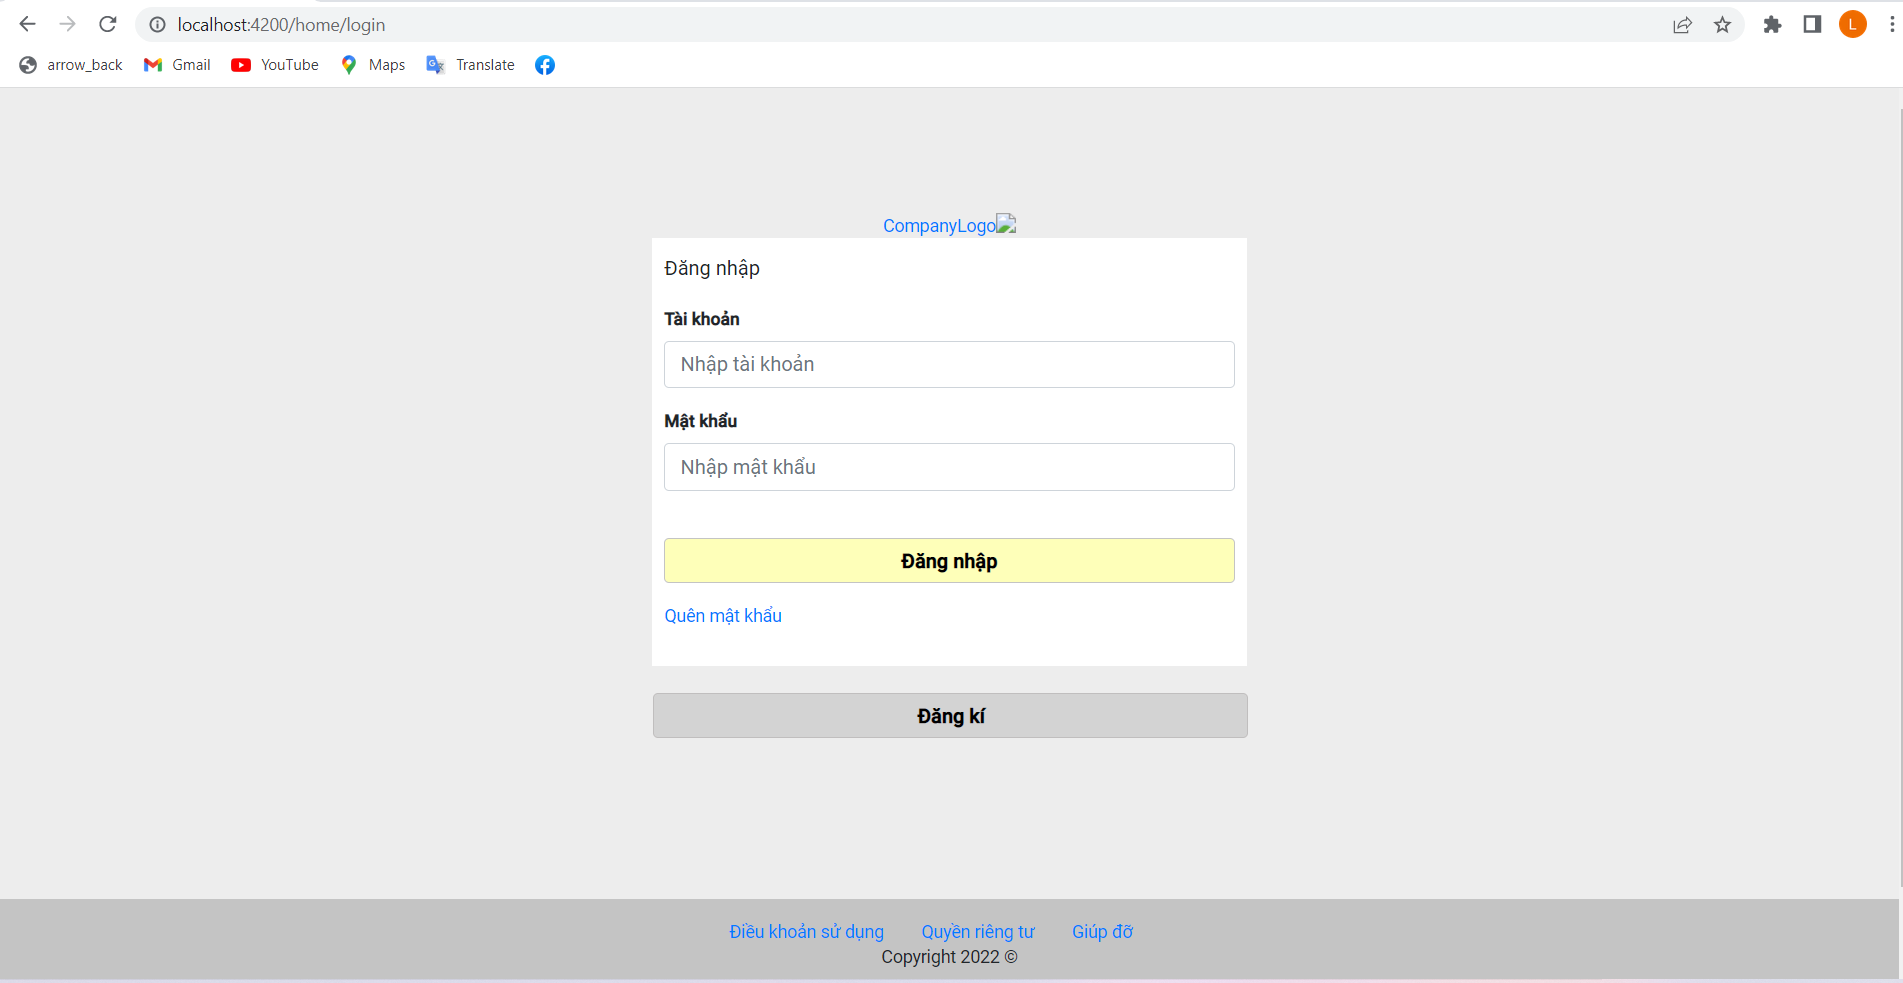 localhost:4200/home/login
L
arrow_back Gmail YouTube Maps Translate
CompanyLogo
Đăng nhập
Tài khoản
Nhập tài khoản
Mật khẩu
Nhập mật khẩu
Đăng nhập
Quên mật khẩu
Đăng kí
Điều khoản sử dụng Quyền riêng tư Giúp đỡ
Copyright 2022 ©